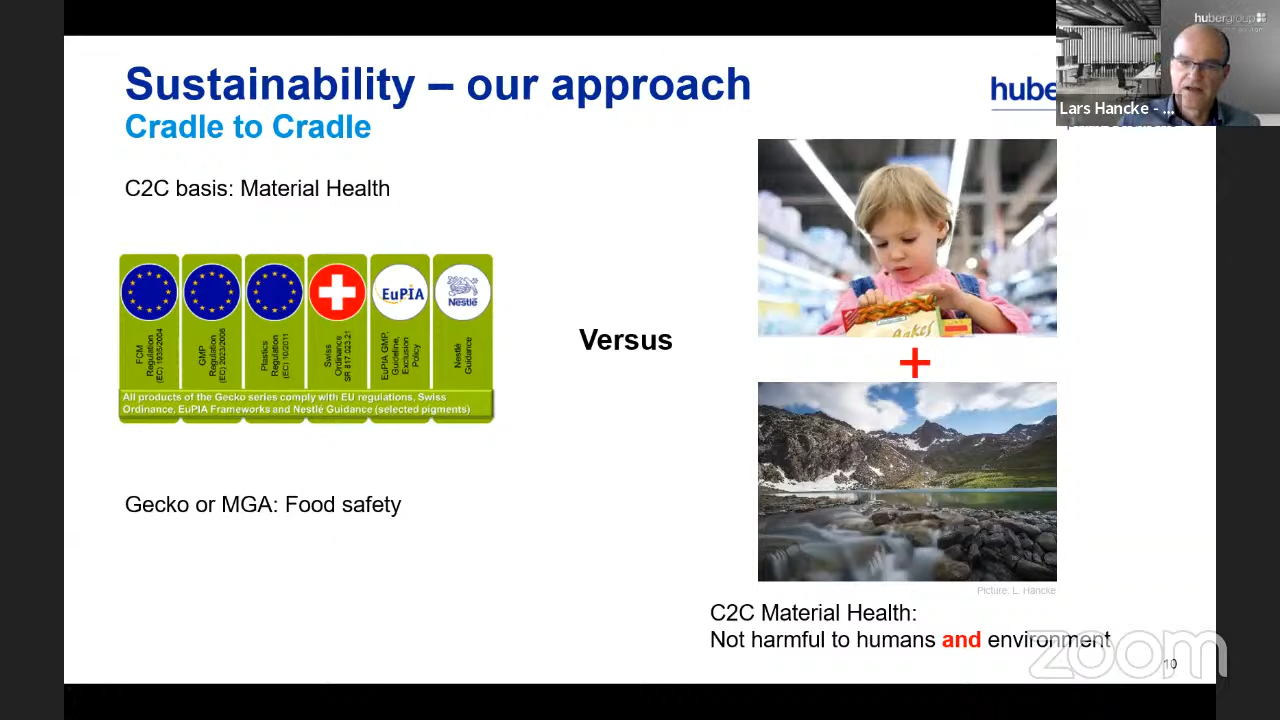 Sustainability – our approach
Cradle to Cradle
hube
hubergroup
Lars Hancke - ...
C2C basis: Material Health
FCM
Regulation
(EC) 1935/2004
GMP
Regulation
(EC) 2023/2006
Plastics
Regulation
(EC) 10/2011
Swiss
Ordinance
SR 817.023.21
EuPIA
EuPIA GMP,
Guideline,
Exclusion
Policy
Nestlé
Nestlé
Guidance
All products of the Gecko series comply with EU regulations, Swiss
Ordinance, EuPIA Frameworks and Nestlé Guidance (selected pigments)
Versus
+
Gecko or MGA: Food safety
Picture: L. Hancke
C2C Material Health:
Not harmful to humans and environment
zoom
10